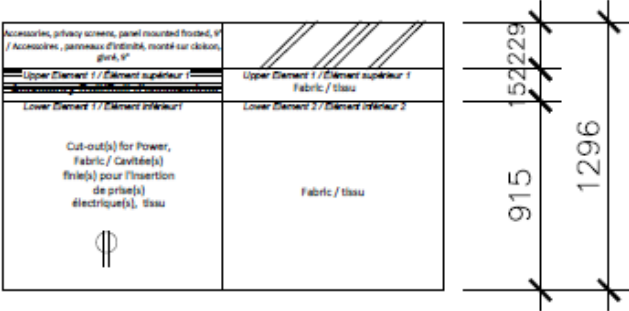 Accessories, privacy screens, panel mounted frosted, 9"
/ Accessoires , panneaux d'intimité, monté sur cloison,
givré, 9"
Upper Element 1 / Élément supérieur 1
Lower Element 1 / Élément inférieur1
Cut-out(s) for Power,
Fabric / Cavitée(s)
finie(s) pour l'insertion
de prise(s)
électrique(s), tissu
Upper Element 1 / Élément supérieur 1
Fabric / tissu
Lower Element 2 / Élément inférieur 2
Fabric / tissu
229
152
915
1296